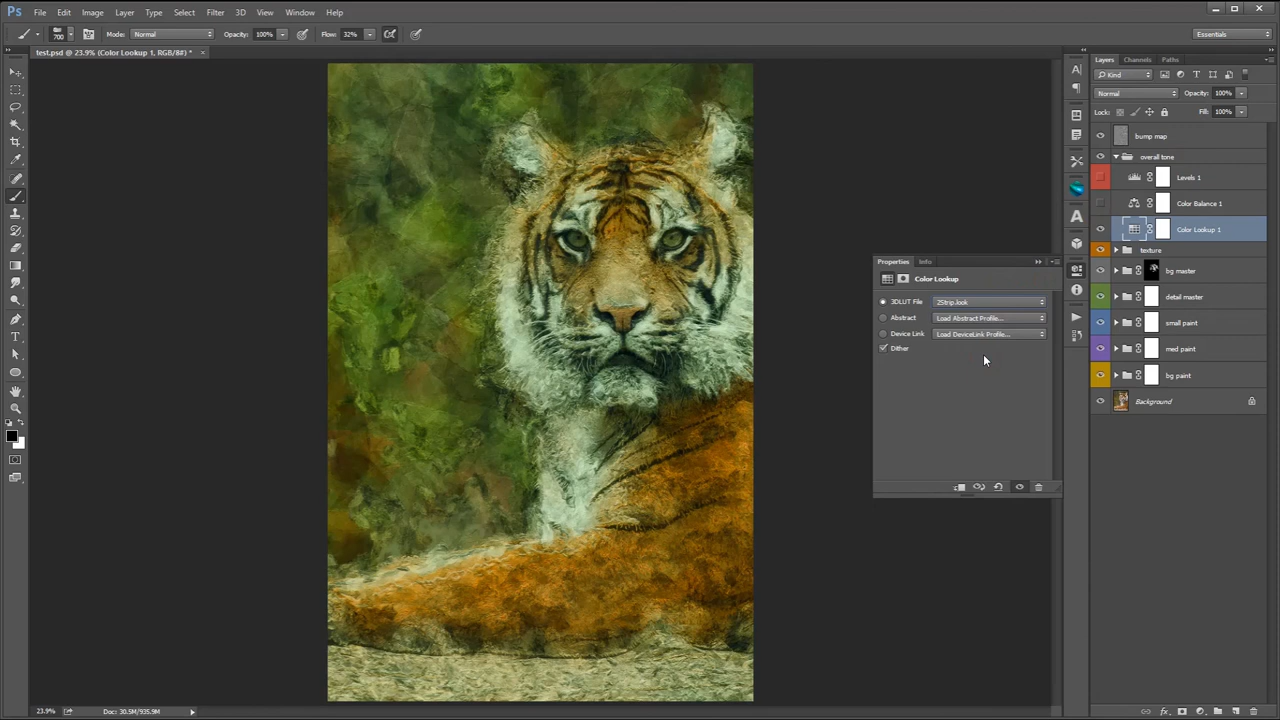 Ps File Edit Image Layer Type Select Filter 3D View Window Help
700 Mode: Normal Opacity: 100% Flow: 32% Essentials
test.psd @ 23.9% (Color Lookup 1, RGB/8#) * ×
Layers Channels Paths
Kind
Normal Opacity: 100%
Lock: Fill: 100%
bump map
overall tone
Levels 1
Color Balance 1
Color Lookup 1
texture
bg master
detail master
small paint
med paint
bg paint
Background
Properties Info
Color Lookup
3DLUT File 2Strip.look
Abstract Load Abstract Profile...
Device Link Load DeviceLink Profile...
Dither
23.9% Doc: 30.5M/935.9M